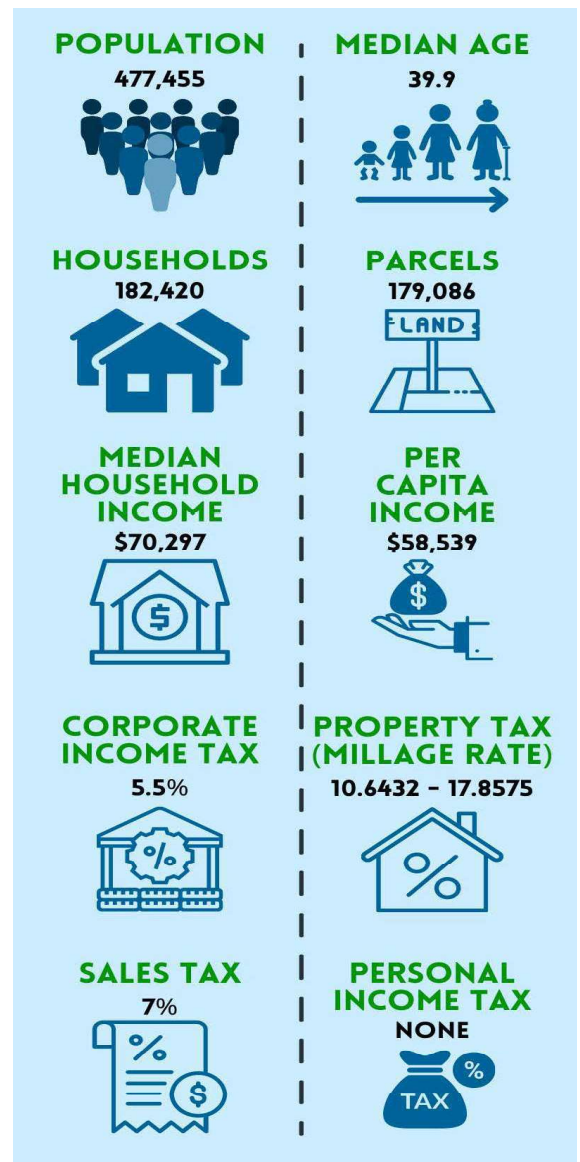 POPULATION
477,455
MEDIAN AGE
39.9
HOUSEHOLDS
182,420
PARCELS
179,086
LAND
MEDIAN
HOUSEHOLD
INCOME
$70,297
$
PER
CAPITA
INCOME
$58,539
$
CORPORATE
INCOME TAX
5.5%
%
PROPERTY TAX
(MILLAGE RATE)
10.6432 - 17.8575
%
SALES TAX
7%
%
$
PERSONAL
INCOME TAX
NONE
%
TAX